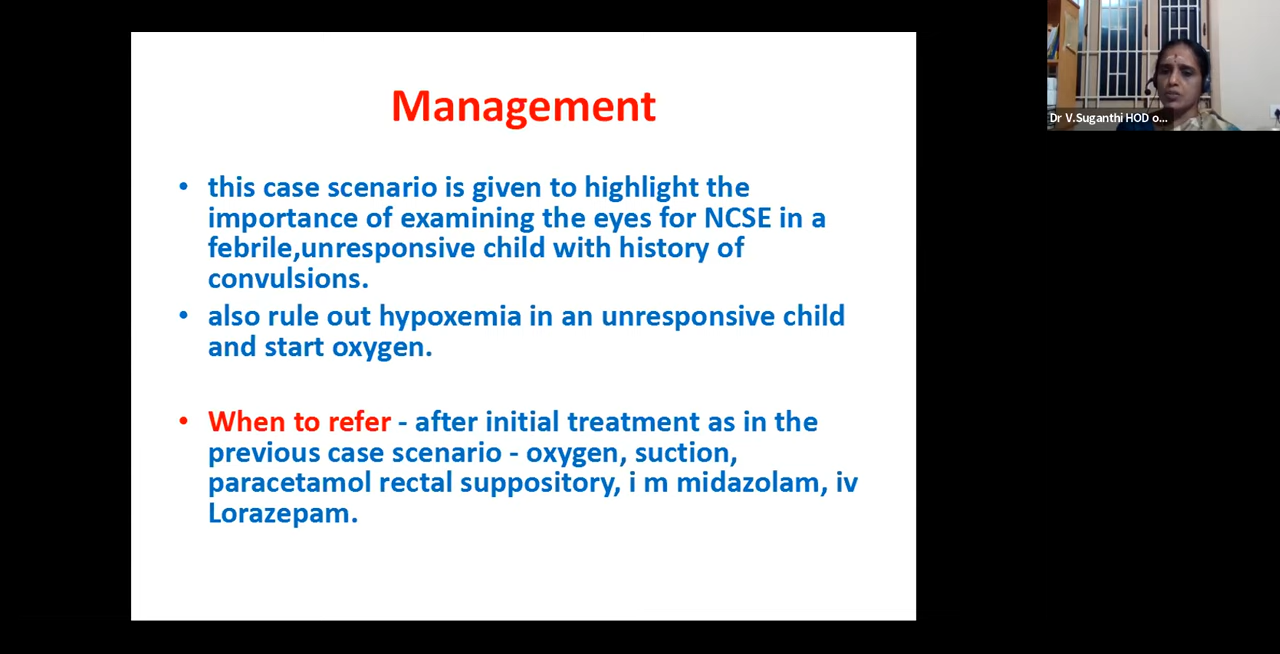 Management
• this case scenario is given to highlight the
importance of examining the eyes for NCSE in a
febrile,unresponsive child with history of
convulsions.
• also rule out hypoxemia in an unresponsive child
and start oxygen.
• When to refer - after initial treatment as in the
previous case scenario - oxygen, suction,
paracetamol rectal suppository, i m midazolam, iv
Lorazepam.
Dr V.Suganthi HOD o...